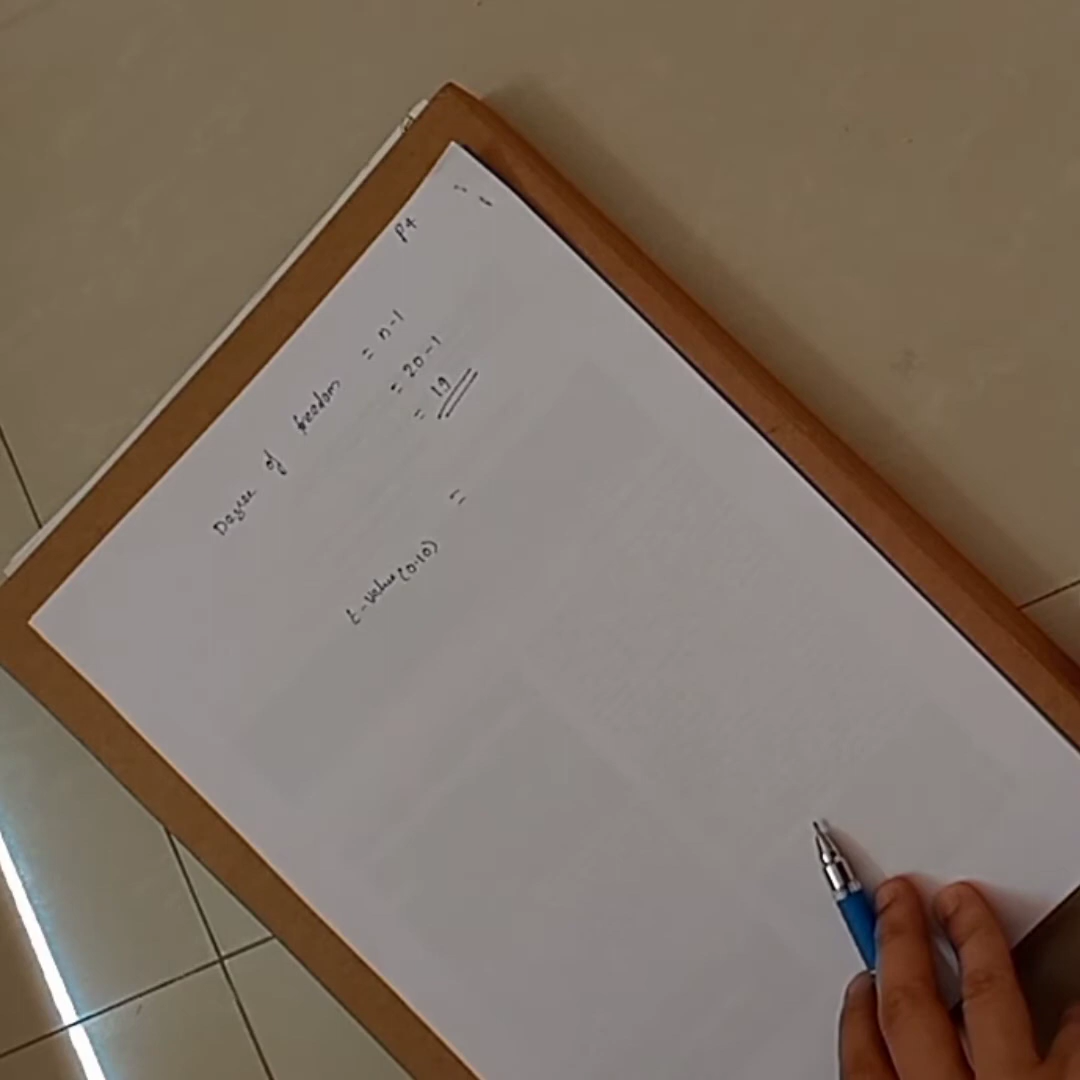 P4
Degree of freedom = n-1
= 20-1
= 19
t-value (0.10) =